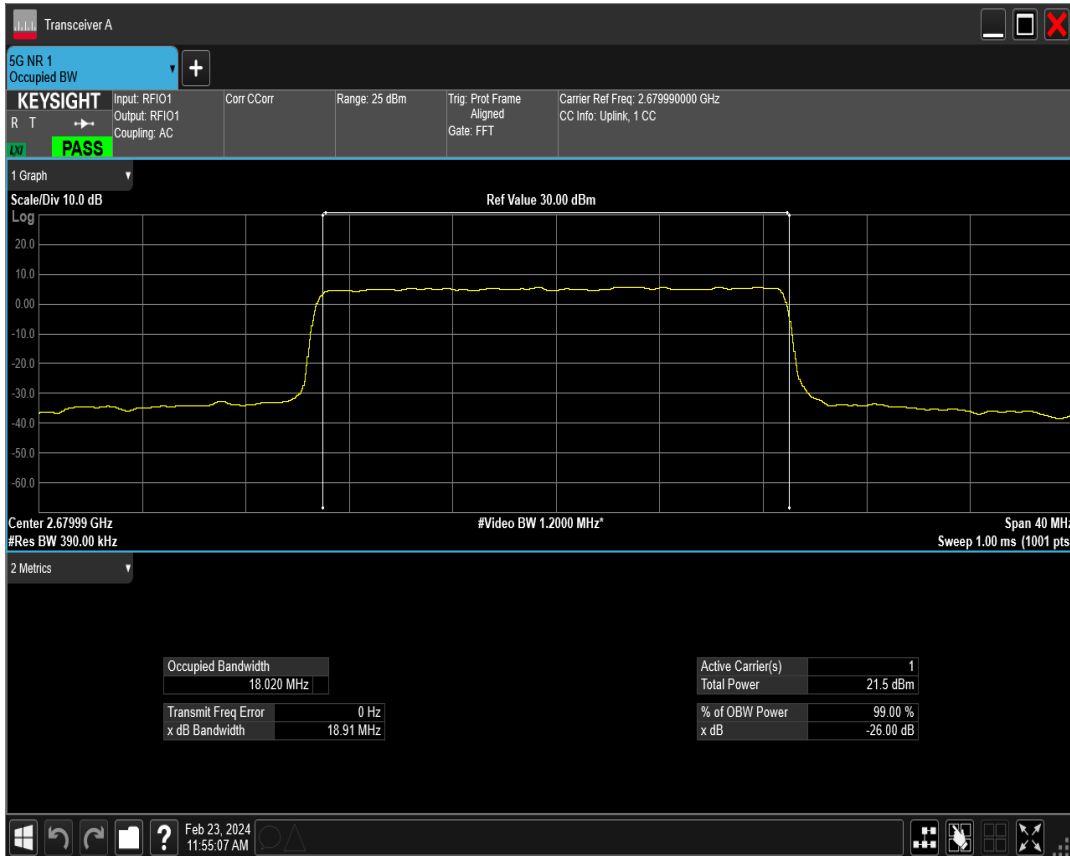 Transceiver A
5G NR 1
Occupied BW
+
KEYSIGHT
R T
LXI
PASS
Input: RFIO1
Output: RFIO1
Coupling: AC
Corr CCorr
Range: 25 dBm
Trig: Prot Frame
Aligned
Gate: FFT
Carrier Ref Freq: 2.679990000 GHz
CC Info: Uplink, 1 CC
1 Graph
Scale/Div 10.0 dB
Ref Value 30.00 dBm
Log
20.0
10.0
0.00
-10.0
-20.0
-30.0
-40.0
-50.0
-60.0
Center 2.67999 GHz
#Video BW 1.2000 MHz*
Span 40 MHz
#Res BW 390.00 kHz
Sweep 1.00 ms (1001 pts
2 Metrics
Occupied Bandwidth
18.020 MHz
Transmit Freq Error 0 Hz
x dB Bandwidth 18.91 MHz
Active Carrier(s) 1
Total Power 21.5 dBm
% of OBW Power 99.00 %
x dB -26.00 dB
?
Feb 23, 2024
11:55:07 AM